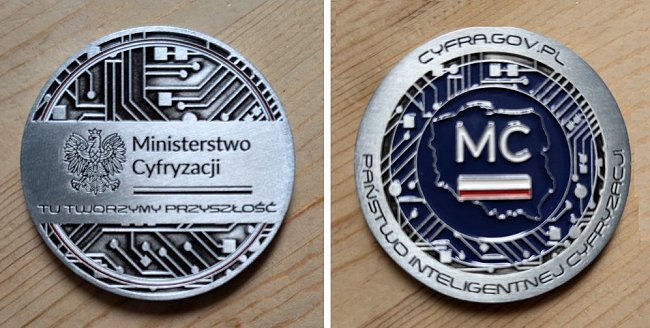 Ministerstwo
Cyfryzacji
TU TWORZYMY PRZYSZŁOŚĆ
CYFRA.GOV.PL
MC
PAŃSTWO INTELIGENTNEJ CYFRYZACJI